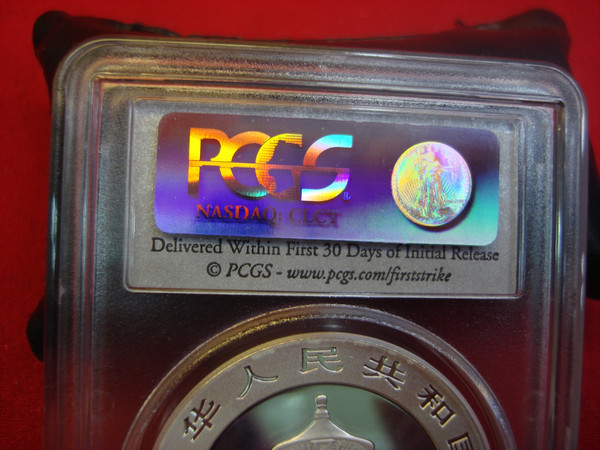 PCGS
NASDAQ: CLCT
Delivered Within First 30 Days of Initial Release
© PCGS - www.pcgs.com/firststrike
华人民共和国